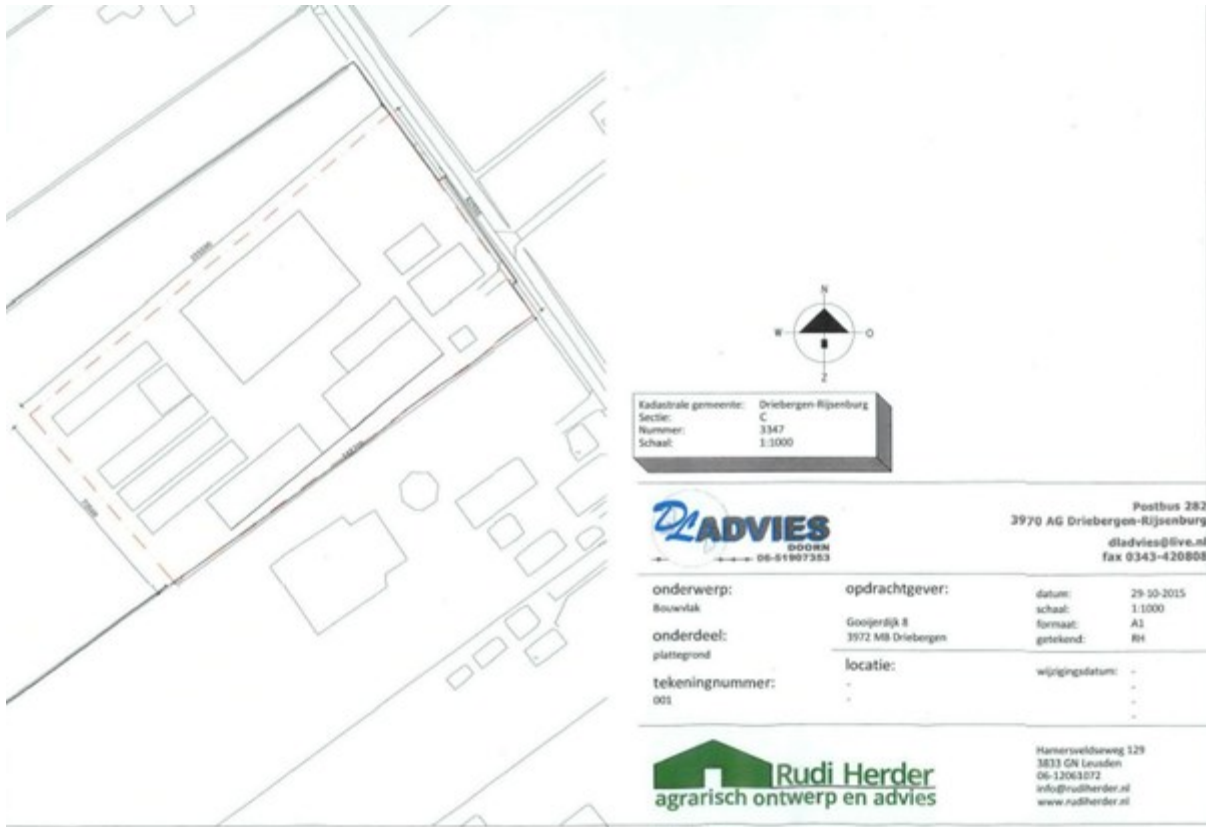 N
W
O
Z
Kadastrale gemeente: Driebergen-Rijsenburg
Sectie: C
Nummer: 3347
Schaal: 1:1000
DL ADVIES
DOORN
06-51907353
Postbus 282
3970 AG Driebergen-Rijsenburg
dladvies@live.nl
fax 0343-420808
onderwerp:
Bouwvlak
onderdeel:
plattegrond
tekeningnummer:
001
opdrachtgever:
Gooijerdijk 8
3972 MB Driebergen
locatie:
-
-
datum: 29-10-2015
schaal: 1:1000
formaat: A1
getekend: RH
wijzigingsdatum: -
-
-
-
Rudi Herder
agrarisch ontwerp en advies
Hamersveldseweg 129
3833 GN Leusden
06-12061072
info@rudiherder.nl
www.rudiherder.nl